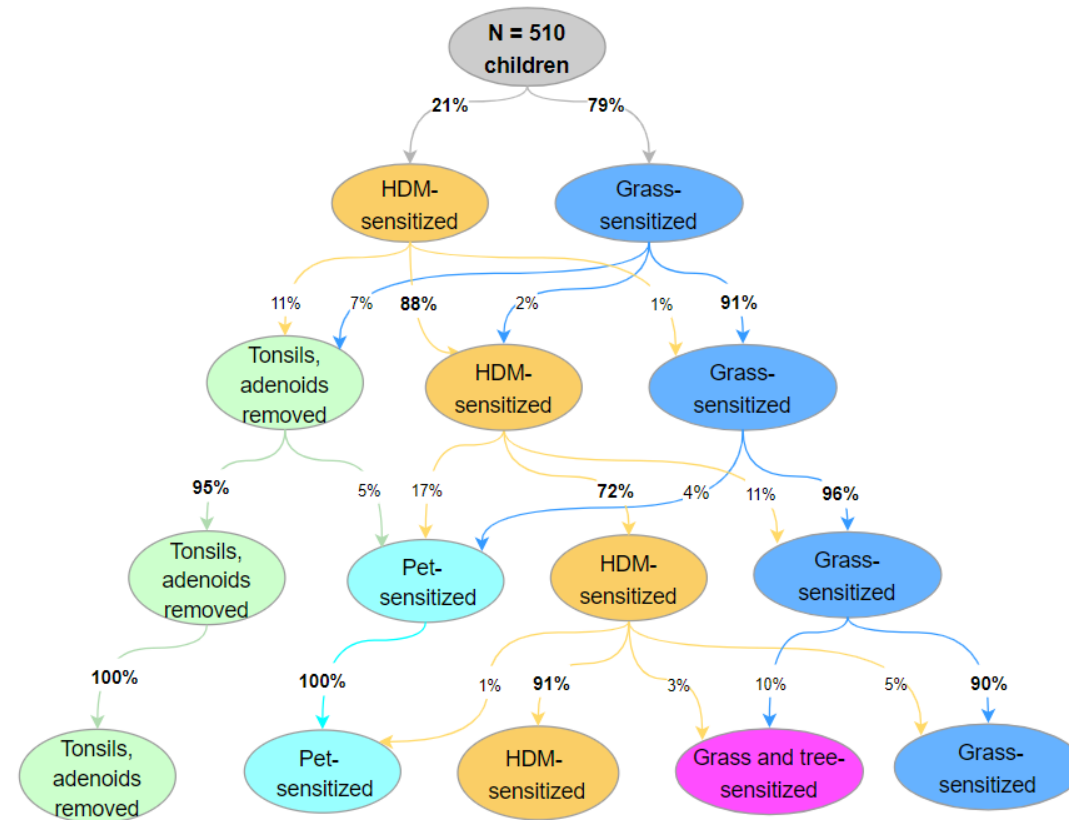 N = 510
children
21%
79%
HDM-
sensitized
Grass-
sensitized
11%
7%
88%
2%
1%
91%
Tonsils,
adenoids
removed
HDM-
sensitized
Grass-
sensitized
95%
5%
17%
72%
4%
11%
96%
Tonsils,
adenoids
removed
Pet-
sensitized
HDM-
sensitized
Grass-
sensitized
100%
100%
1%
91%
3%
10%
5%
90%
Tonsils,
adenoids
removed
Pet-
sensitized
HDM-
sensitized
Grass and tree-
sensitized
Grass-
sensitized